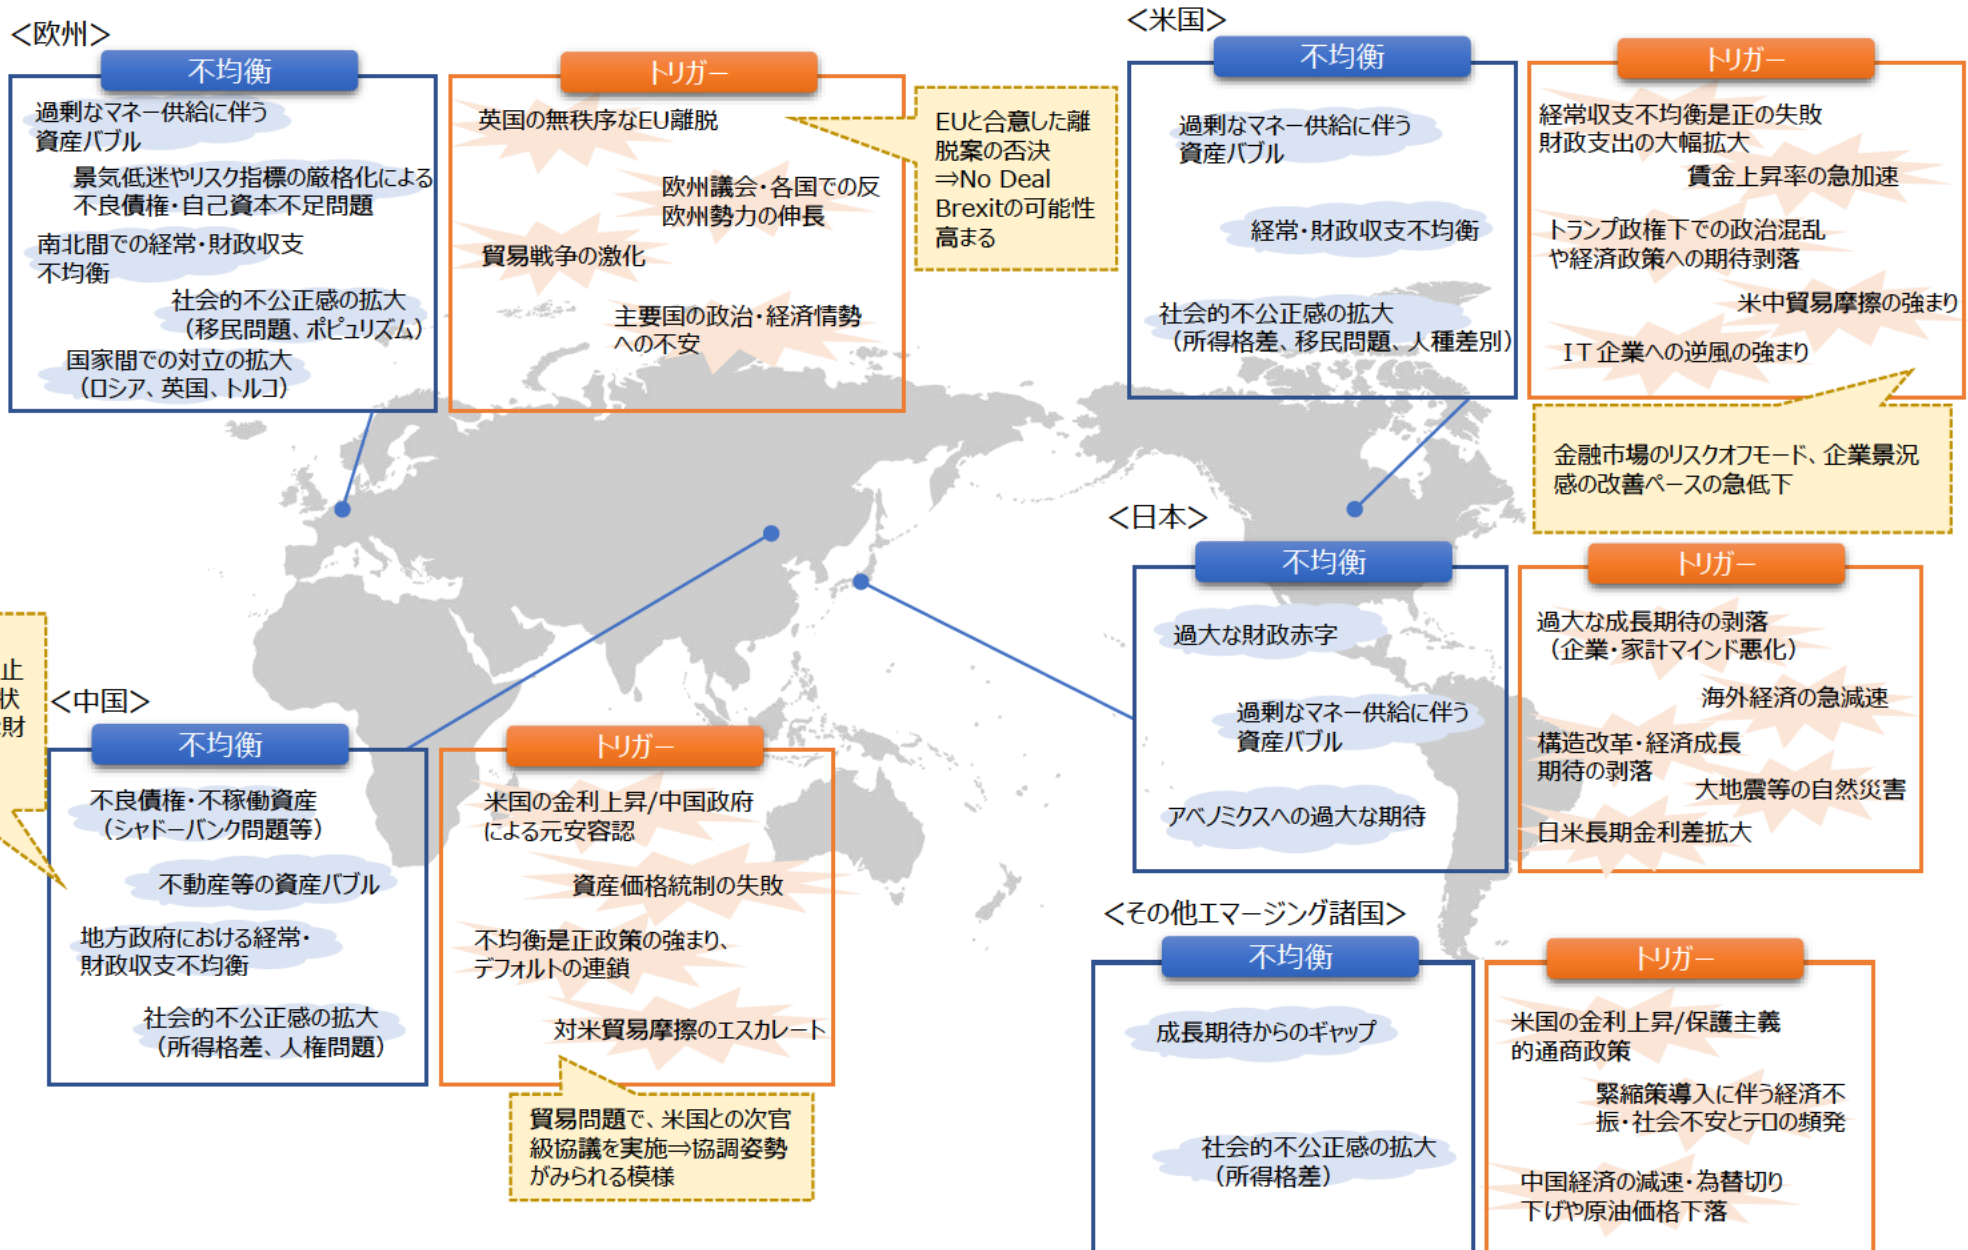 ＜欧州＞
不均衡
過剰なマネー供給に伴う
資産バブル
景気低迷やリスク指標の厳格化による
不良債権・自己資本不足問題
南北間での経常・財政収支
不均衡
社会的不公正感の拡大
（移民問題、ポピュリズム）
国家間での対立の拡大
（ロシア、英国、トルコ）
トリガー
英国の無秩序なEU離脱
欧州議会・各国での反
欧州勢力の伸長
貿易戦争の激化
主要国の政治・経済情勢
への不安
EUと合意した離
脱案の否決
⇒No Deal
Brexitの可能性
高まる
＜米国＞
不均衡
過剰なマネー供給に伴う
資産バブル
経常・財政収支不均衡
社会的不公正感の拡大
（所得格差、移民問題、人種差別）
トリガー
経常収支不均衡是正の失敗
財政支出の大幅拡大
賃金上昇率の急加速
トランプ政権下での政治混乱
や経済政策への期待剥落
米中貿易摩擦の強まり
ＩＴ企業への逆風の強まり
金融市場のリスクオフモード、企業景況
感の改善ペースの急低下
＜日本＞
不均衡
過大な財政赤字
過剰なマネー供給に伴う
資産バブル
アベノミクスへの過大な期待
トリガー
過大な成長期待の剥落
（企業・家計マインド悪化）
海外経済の急減速
構造改革・経済成長
期待の剥落
大地震等の自然災害
日米長期金利差拡大
止
状
財
＜中国＞
不均衡
不良債権・不稼働資産
（シャドーバンク問題等）
不動産等の資産バブル
地方政府における経常・
財政収支不均衡
社会的不公正感の拡大
（所得格差、人権問題）
トリガー
米国の金利上昇/中国政府
による元安容認
資産価格統制の失敗
不均衡是正政策の強まり、
デフォルトの連鎖
対米貿易摩擦のエスカレート
貿易問題で、米国との次官
級協議を実施⇒協調姿勢
がみられる模様
＜その他エマージング諸国＞
不均衡
成長期待からのギャップ
社会的不公正感の拡大
（所得格差）
トリガー
米国の金利上昇/保護主義
的通商政策
緊縮策導入に伴う経済不
振・社会不安とテロの頻発
中国経済の減速・為替切り
下げや原油価格下落